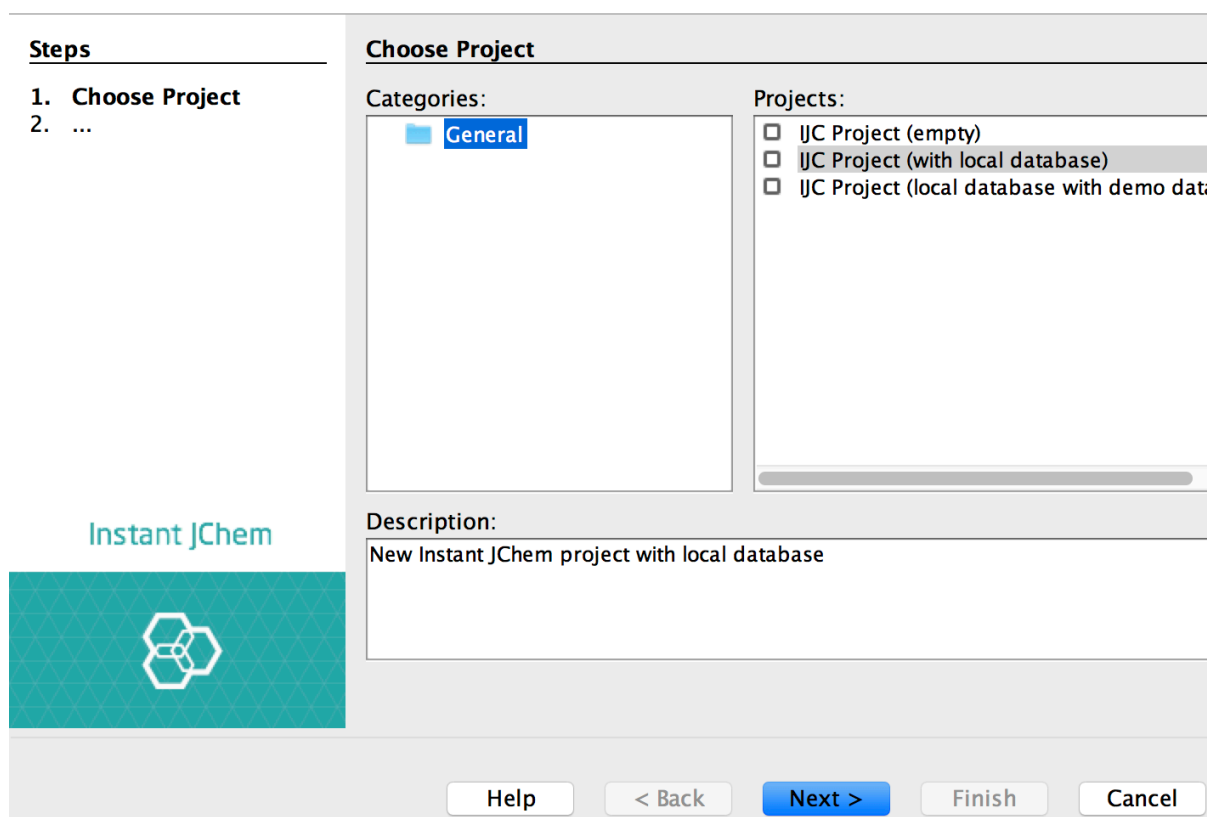 Steps
1. Choose Project
2. ...
Instant JChem
Choose Project
Categories:
General
Projects:
IJC Project (empty)
IJC Project (with local database)
IJC Project (local database with demo data
Description:
New Instant JChem project with local database
Help
< Back
Next >
Finish
Cancel